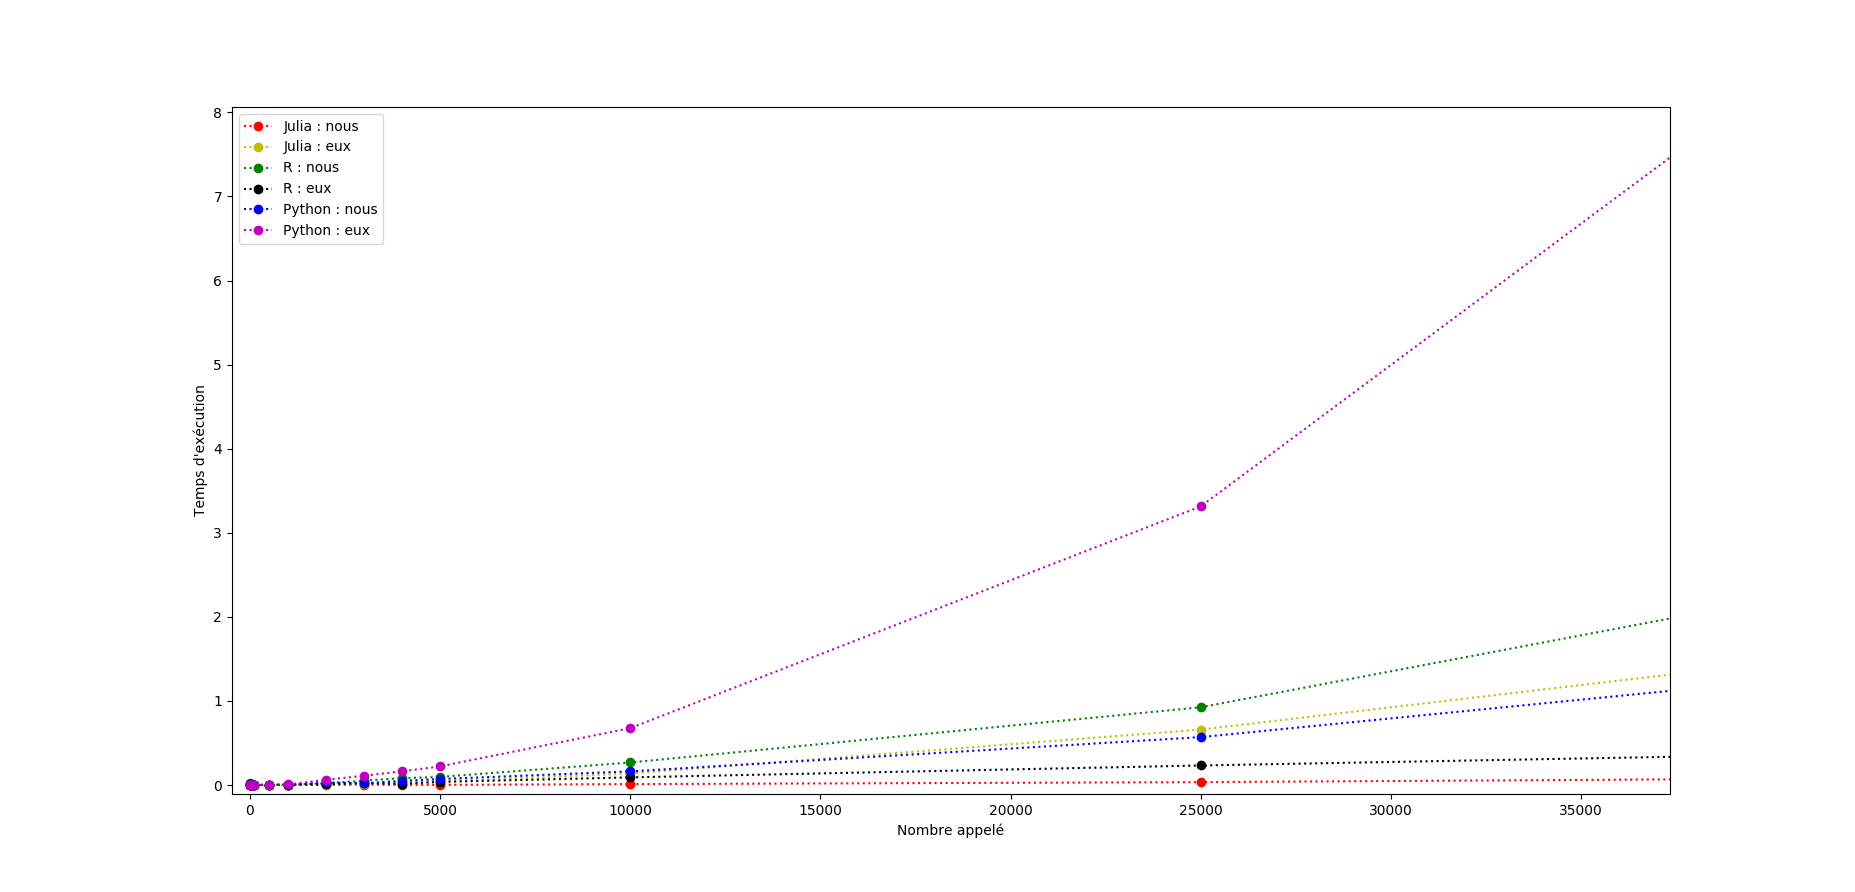 8
7
6
5
4
3
2
1
0
Temps d'exécution
Julia : nous
Julia : eux
R : nous
R : eux
Python : nous
Python : eux
0 5000 10000 15000 20000 25000 30000 35000
Nombre appelé